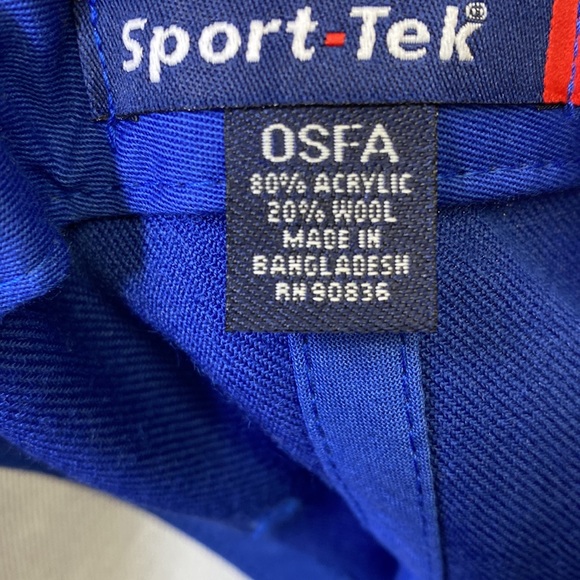 Sport-Tek®
OSFA
80% ACRYLIC
20% WOOL
MADE IN
BANGLADESH
RN 90836